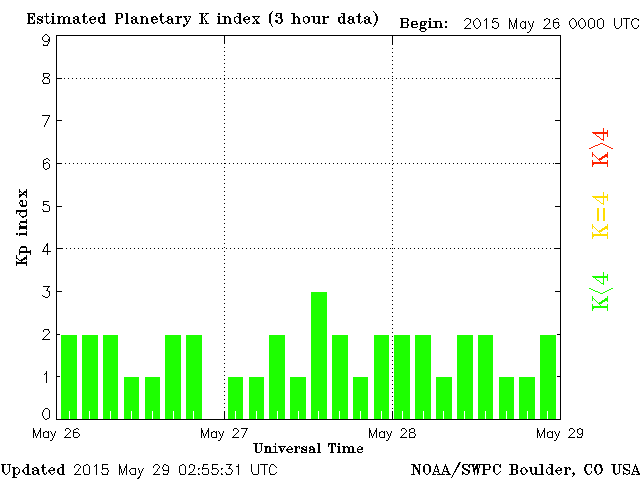 Estimated Planetary K index (3 hour data)
Begin: 2015 May 26 0000 UTC
9
8
7
6
5
4
3
2
1
0
Kp index
K>4
K=4
K<4
May 26
May 27
May 28
May 29
Universal Time
Updated 2015 May 29 02:55:31 UTC
NOAA/SWPC Boulder, CO USA